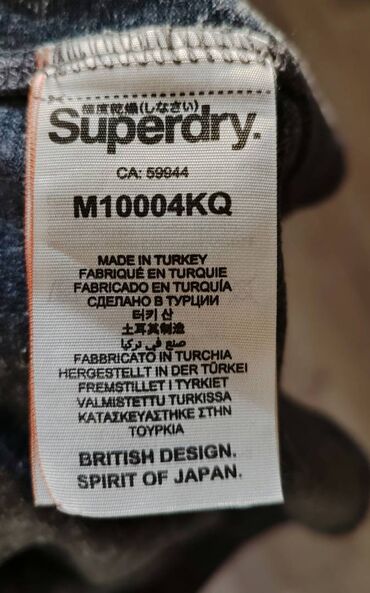 極度乾燥(しなさい)
Superdry.
CA: 59944
M10004KQ
MADE IN TURKEY
FABRIQUÉ EN TURQUIE
FABRICADO EN TURQUÍA
СДЕЛАНО В ТУРЦИИ
터키 산
土耳其制造
صنع في تركيا
FABBRICATO IN TURCHIA
HERGESTELLT IN DER TÜRKEI
FREMSTILLET I TYRKIET
VALMISTETTU TURKISSA
ΚΑΤΑΣΚΕΥΑΣΤΗΚΕ ΣΤΗΝ
ΤΟΥΡΚΙΑ
BRITISH DESIGN.
SPIRIT OF JAPAN.